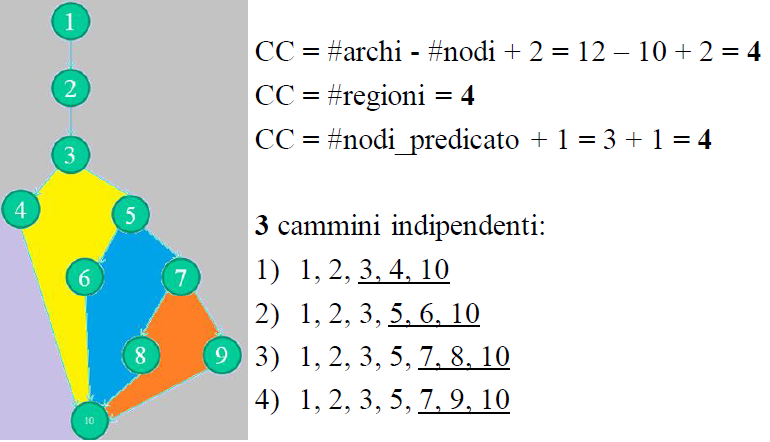 1
2
3
4
5
6
7
8
9
10
CC = #archi - #nodi + 2 = 12 – 10 + 2 = 4
CC = #regioni = 4
CC = #nodi_predicato + 1 = 3 + 1 = 4
3 cammini indipendenti:
1) 1, 2, 3, 4, 10
2) 1, 2, 3, 5, 6, 10
3) 1, 2, 3, 5, 7, 8, 10
4) 1, 2, 3, 5, 7, 9, 10